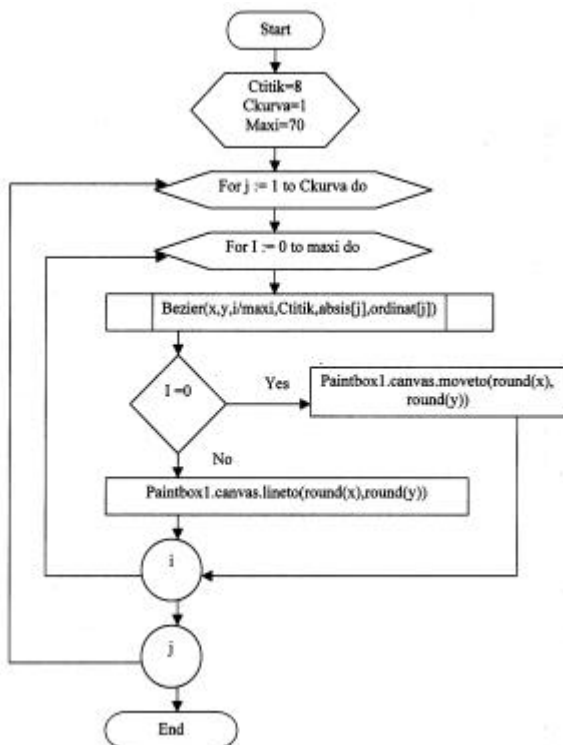 Start
Ctitik=8
Ckurva=1
Maxi=70
For j := 1 to Ckurva do
For I := 0 to maxi do
Bezier(x,y,i/maxi,Ctitik,absis[j],ordinat[j])
I =0
Yes
Paintbox1.canvas.moveto(round(x),
round(y))
No
Paintbox1.canvas.lineto(round(x),round(y))
i
j
End